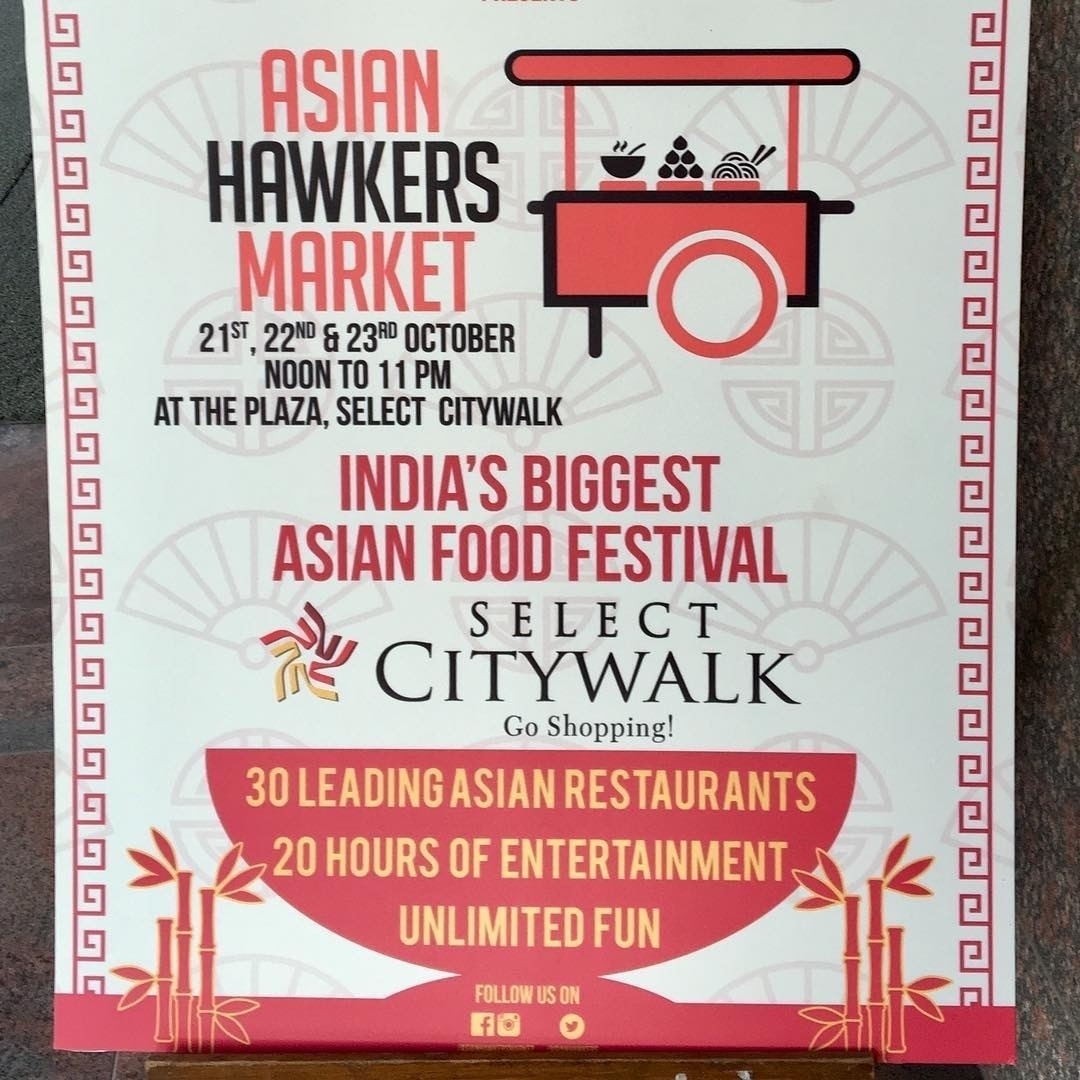 ASIAN
HAWKERS
MARKET
21ST, 22ND & 23RD OCTOBER
NOON TO 11 PM
AT THE PLAZA, SELECT CITYWALK
INDIA'S BIGGEST
ASIAN FOOD FESTIVAL
SELECT
CITYWALK
Go Shopping!
30 LEADING ASIAN RESTAURANTS
20 HOURS OF ENTERTAINMENT
UNLIMITED FUN
FOLLOW US ON